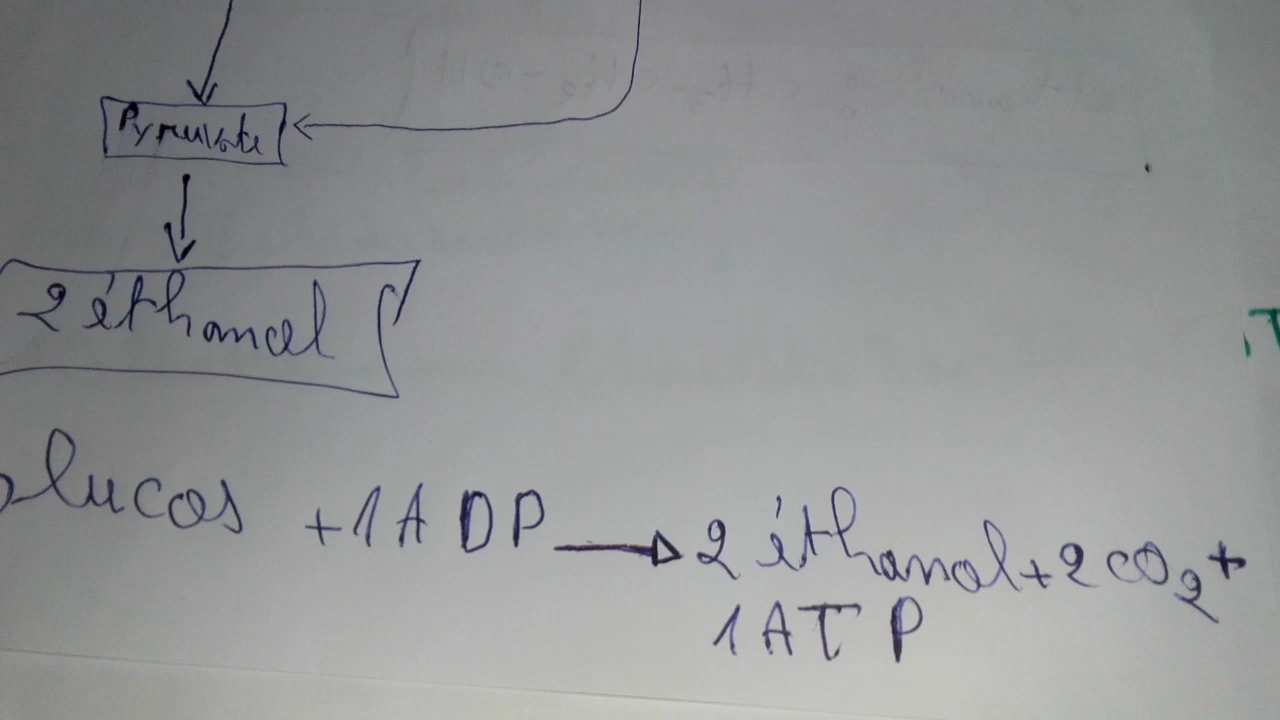 Pyruvate
2 éthanol
lucos + 1 ADP → 2 éthanol + 2 CO₂ +
1 ATP